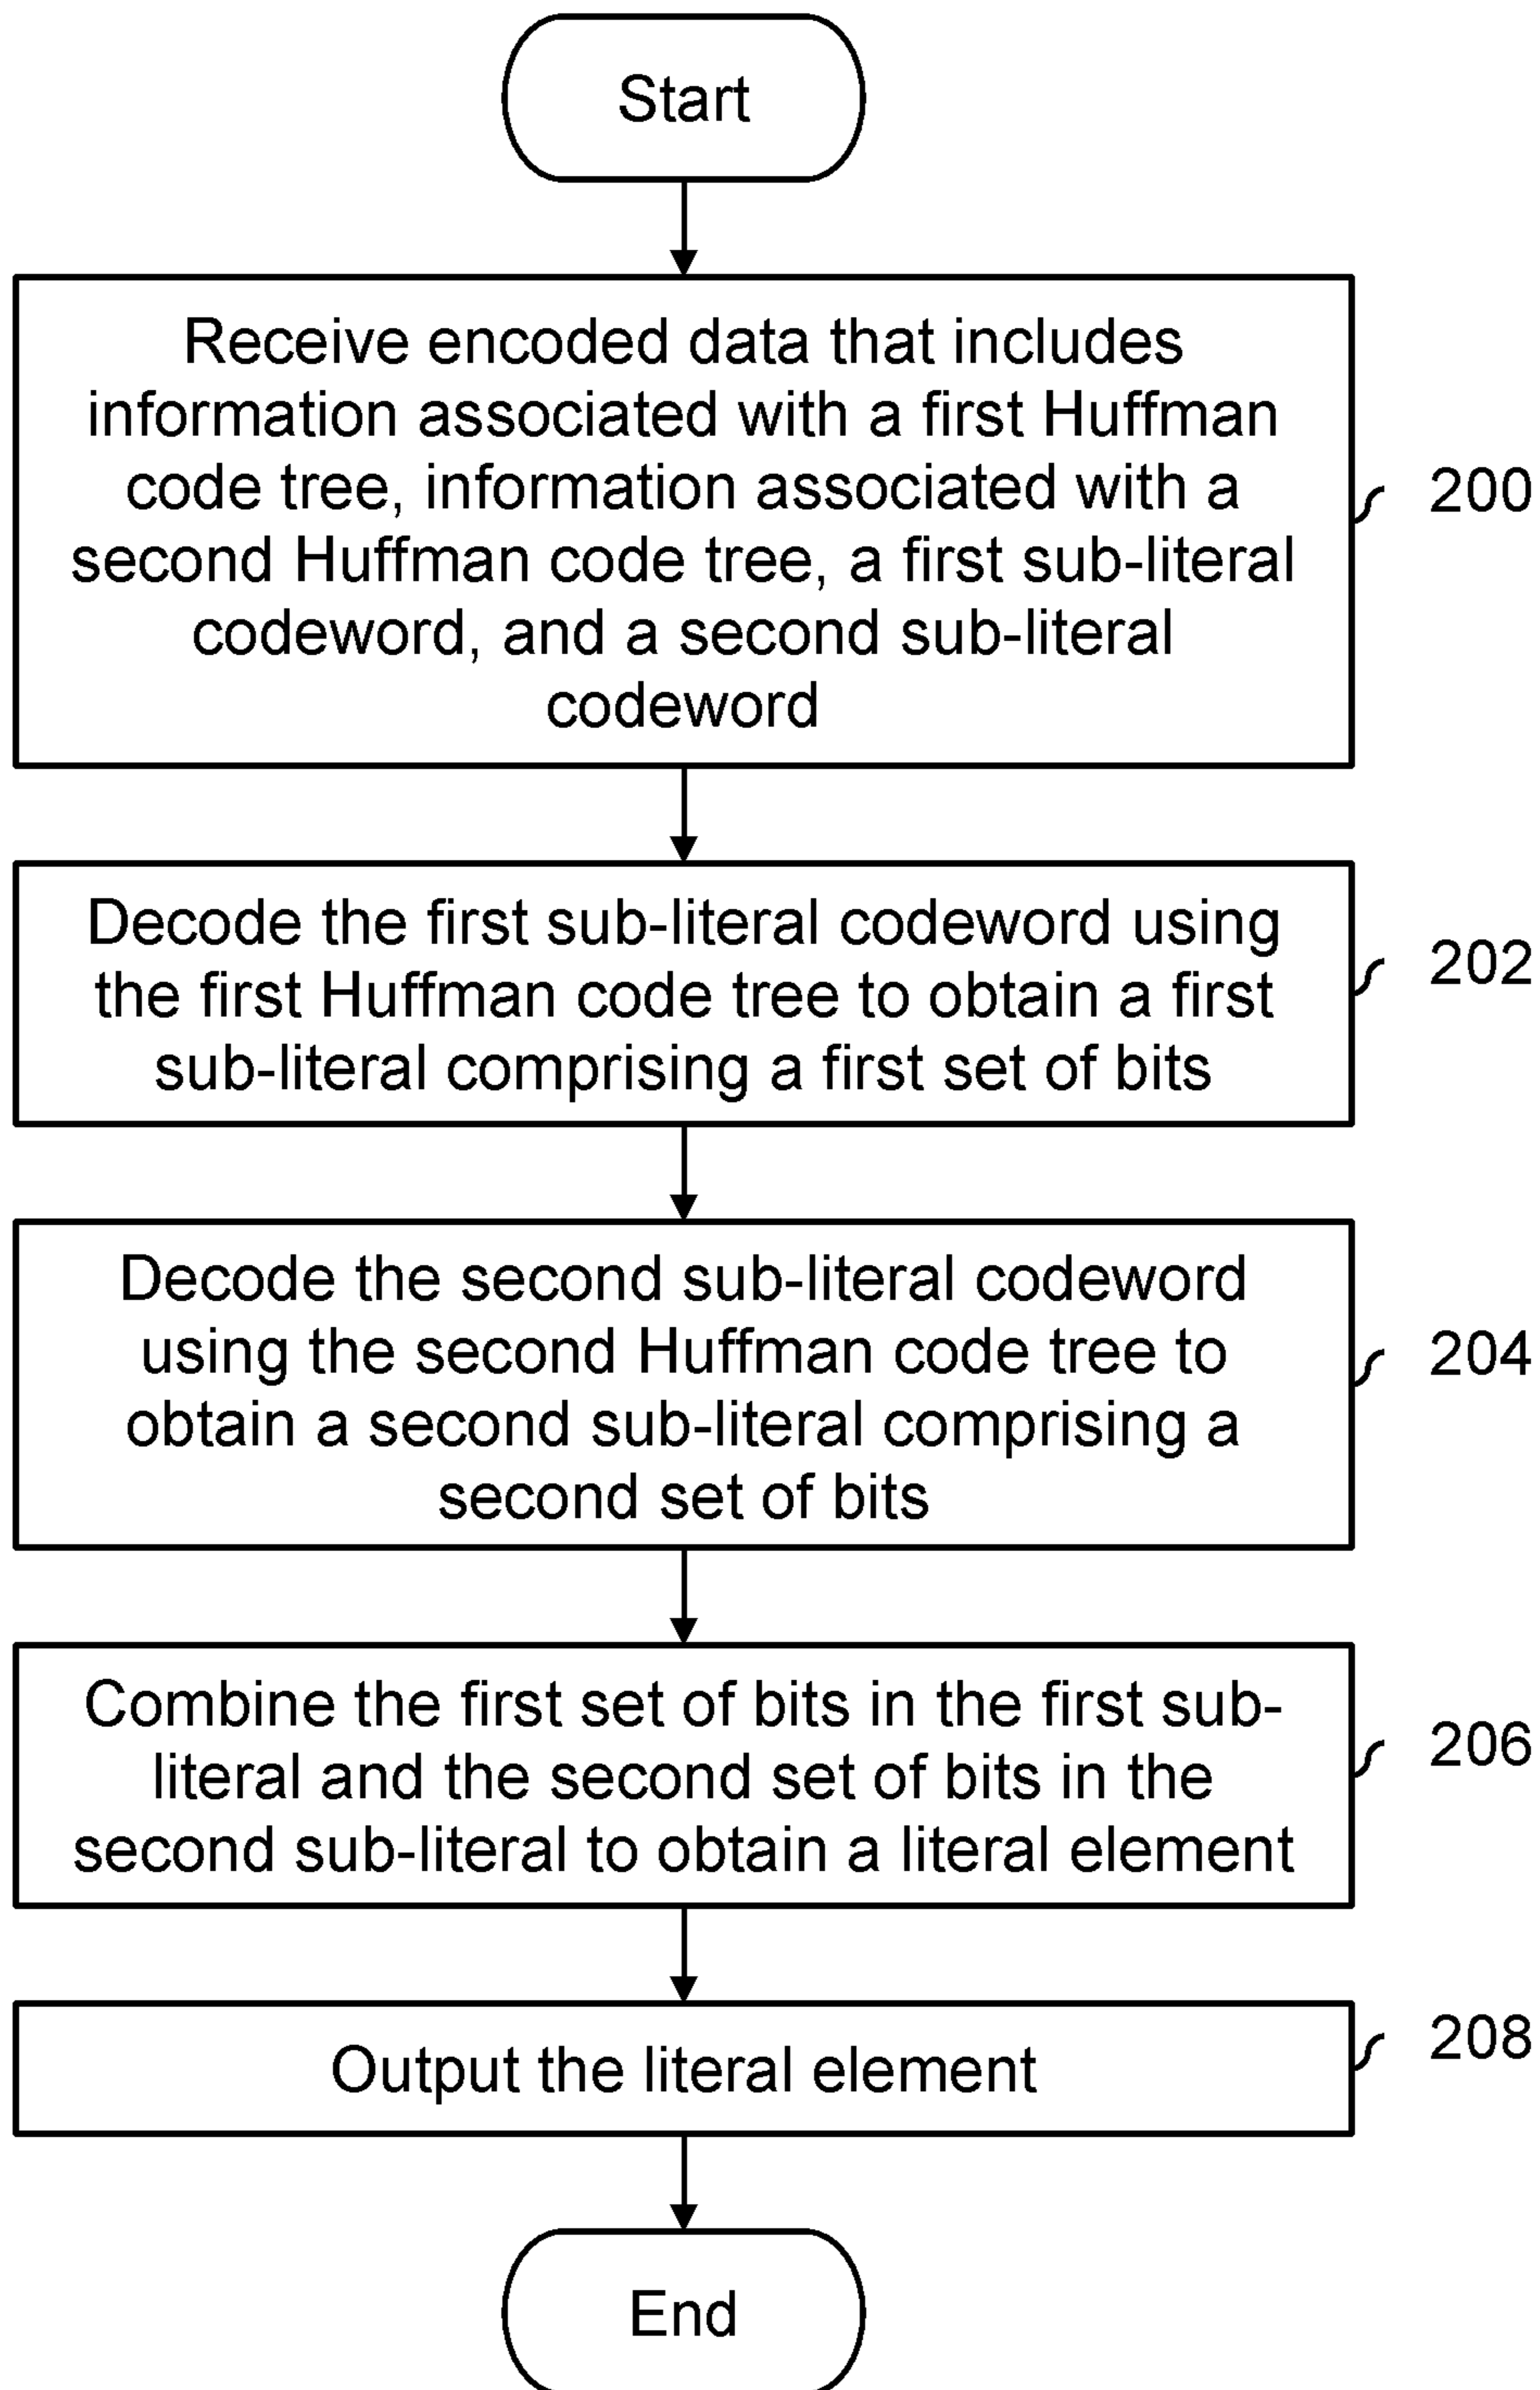 Start
Receive encoded data that includes
information associated with a first Huffman
code tree, information associated with a
second Huffman code tree, a first sub-literal
codeword, and a second sub-literal
codeword
200
Decode the first sub-literal codeword using
the first Huffman code tree to obtain a first
sub-literal comprising a first set of bits
202
Decode the second sub-literal codeword
using the second Huffman code tree to
obtain a second sub-literal comprising a
second set of bits
204
Combine the first set of bits in the first sub-
literal and the second set of bits in the
second sub-literal to obtain a literal element
206
Output the literal element
208
End